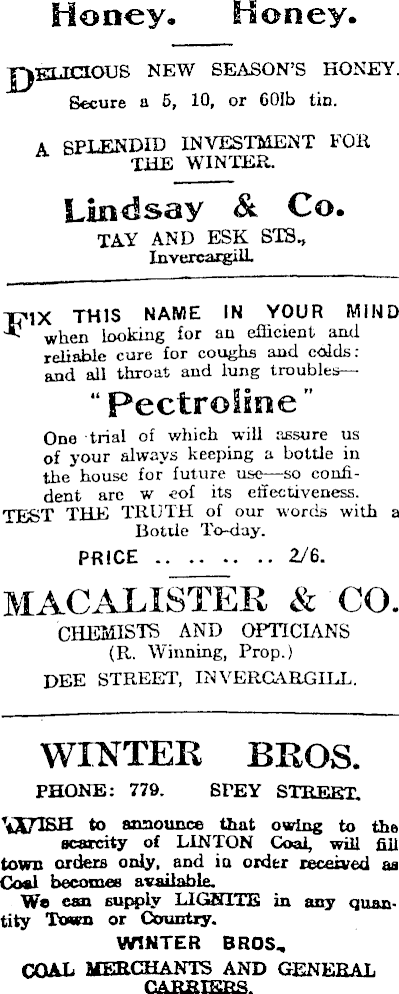 Honey. Honey.
DELICIOUS NEW SEASON'S HONEY.
Secure a 5, 10, or 60lb tin.
A SPLENDID INVESTMENT FOR
THE WINTER.
Lindsay & Co.
TAY AND ESK STS.,
Invercargill.
FIX THIS NAME IN YOUR MIND
when looking for an efficient and
reliable cure for coughs and colds:
and all throat and lung troubles—
"Pectroline"
One trial of which will assure us
of your always keeping a bottle in
the house for future use—so confi-
dent are w eof its effectiveness.
TEST THE TRUTH of our words with a
Bottle To-day.
PRICE .. .. .. .. 2/6.
MACALISTER & CO.
CHEMISTS AND OPTICIANS
(R. Winning, Prop.)
DEE STREET, INVERCARGILL.
WINTER BROS.
PHONE: 779. SPEY STREET.
WISH to announce that owing to the
scarcity of LINTON Coal, will fill
town orders only, and in order received as
Coal becomes available.
We can supply LIGNITE in any quan-
tity Town or Country.
WINTER BROS.,
COAL MERCHANTS AND GENERAL
CARRIERS.